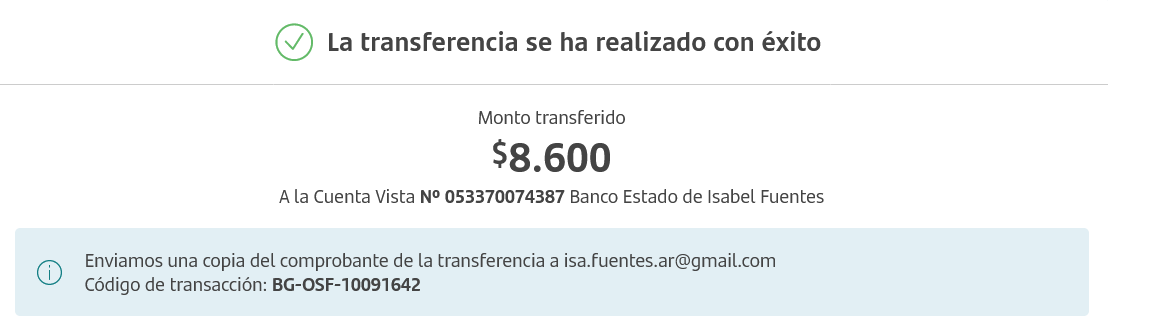 La transferencia se ha realizado con éxito
Monto transferido
$8.600
A la Cuenta Vista Nº 053370074387 Banco Estado de Isabel Fuentes
Enviamos una copia del comprobante de la transferencia a isa.fuentes.ar@gmail.com
Código de transacción: BG-OSF-10091642